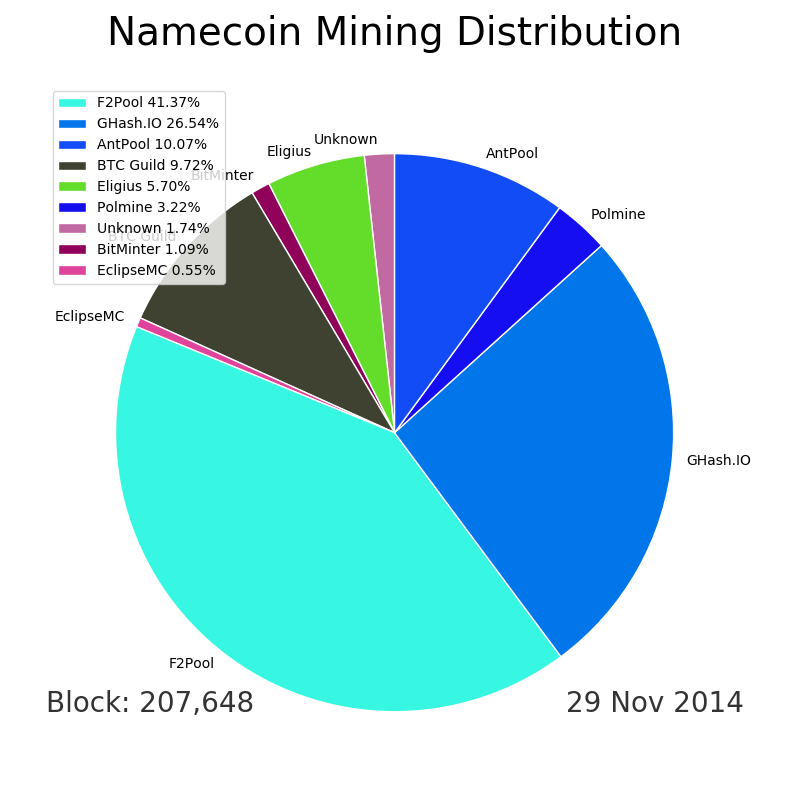 Namecoin Mining Distribution
F2Pool 41.37%
GHash.IO 26.54%
AntPool 10.07%
BTC Guild 9.72%
Eligius 5.70%
Polmine 3.22%
Unknown 1.74%
BitMinter 1.09%
EclipseMC 0.55%
Unknown
Eligius
BitMinter
BTC Guild
EclipseMC
AntPool
Polmine
GHash.IO
F2Pool
Block: 207,648
29 Nov 2014